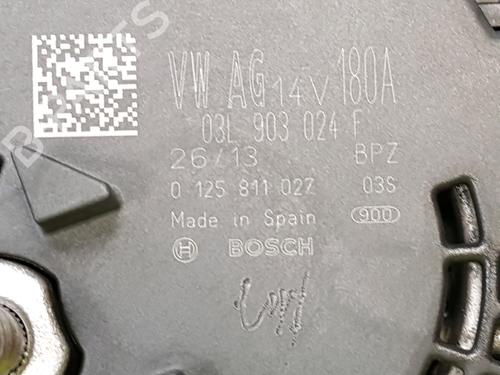 VW AG 14V 180A
03L 903 024 F
26/13 BPZ
0 125 811 027 03S
Made in Spain 900
BOSCH